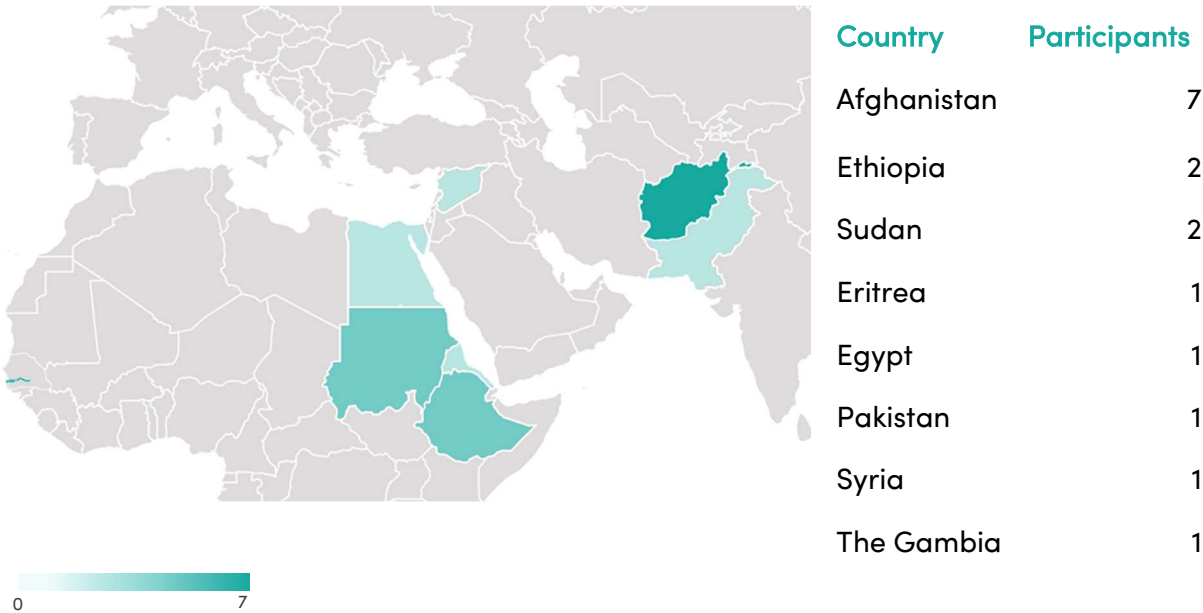 Country Participants
Afghanistan 7
Ethiopia 2
Sudan 2
Eritrea 1
Egypt 1
Pakistan 1
Syria 1
The Gambia 1
0 7